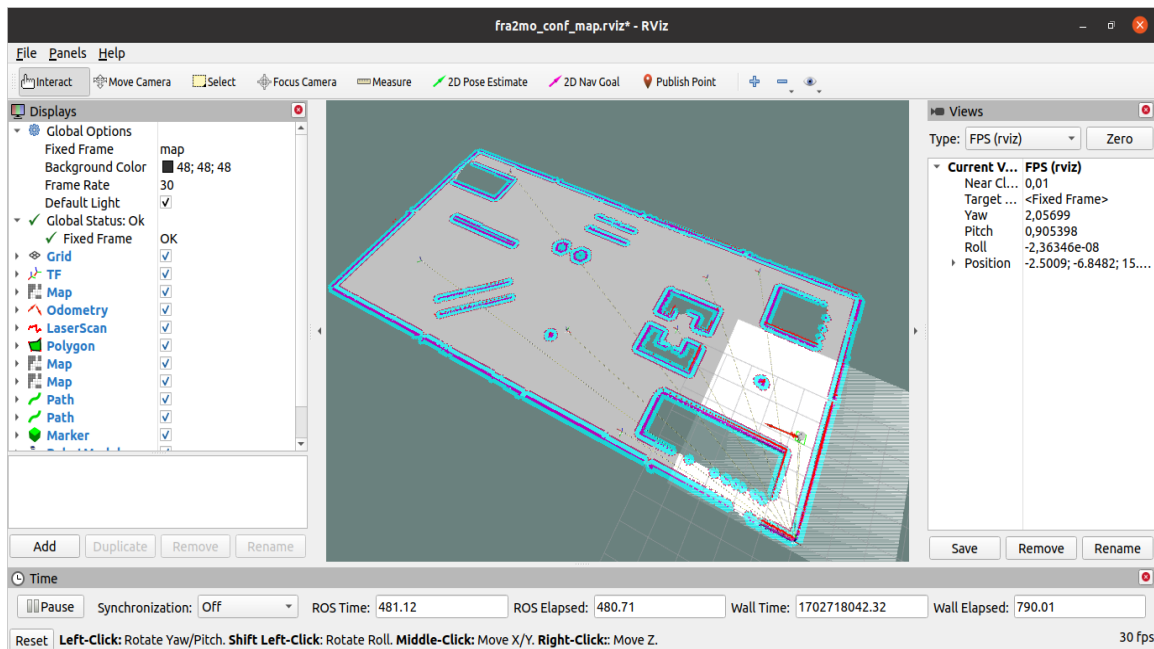 fra2mo_conf_map.rviz* - RViz
File Panels Help
Interact Move Camera Select Focus Camera Measure 2D Pose Estimate 2D Nav Goal Publish Point
Displays
Global Options
Fixed Frame map
Background Color 48; 48; 48
Frame Rate 30
Default Light ✓
✓ Global Status: Ok
✓ Fixed Frame OK
Grid ✓
TF ✓
Map ✓
Odometry ✓
LaserScan ✓
Polygon ✓
Map ✓
Map ✓
Path ✓
Path ✓
Marker ✓
Add Duplicate Remove Rename
Views
Type: FPS (rviz) Zero
Current V... FPS (rviz)
Near Cl... 0,01
Target ... <Fixed Frame>
Yaw 2,05699
Pitch 0,905398
Roll -2,36346e-08
Position -2.5009; -6.8482; 15....
Save Remove Rename
Time
Pause Synchronization: Off ROS Time: 481.12 ROS Elapsed: 480.71 Wall Time: 1702718042.32 Wall Elapsed: 790.01
Reset Left-Click: Rotate Yaw/Pitch. Shift Left-Click: Rotate Roll. Middle-Click: Move X/Y. Right-Click:: Move Z. 30 fps